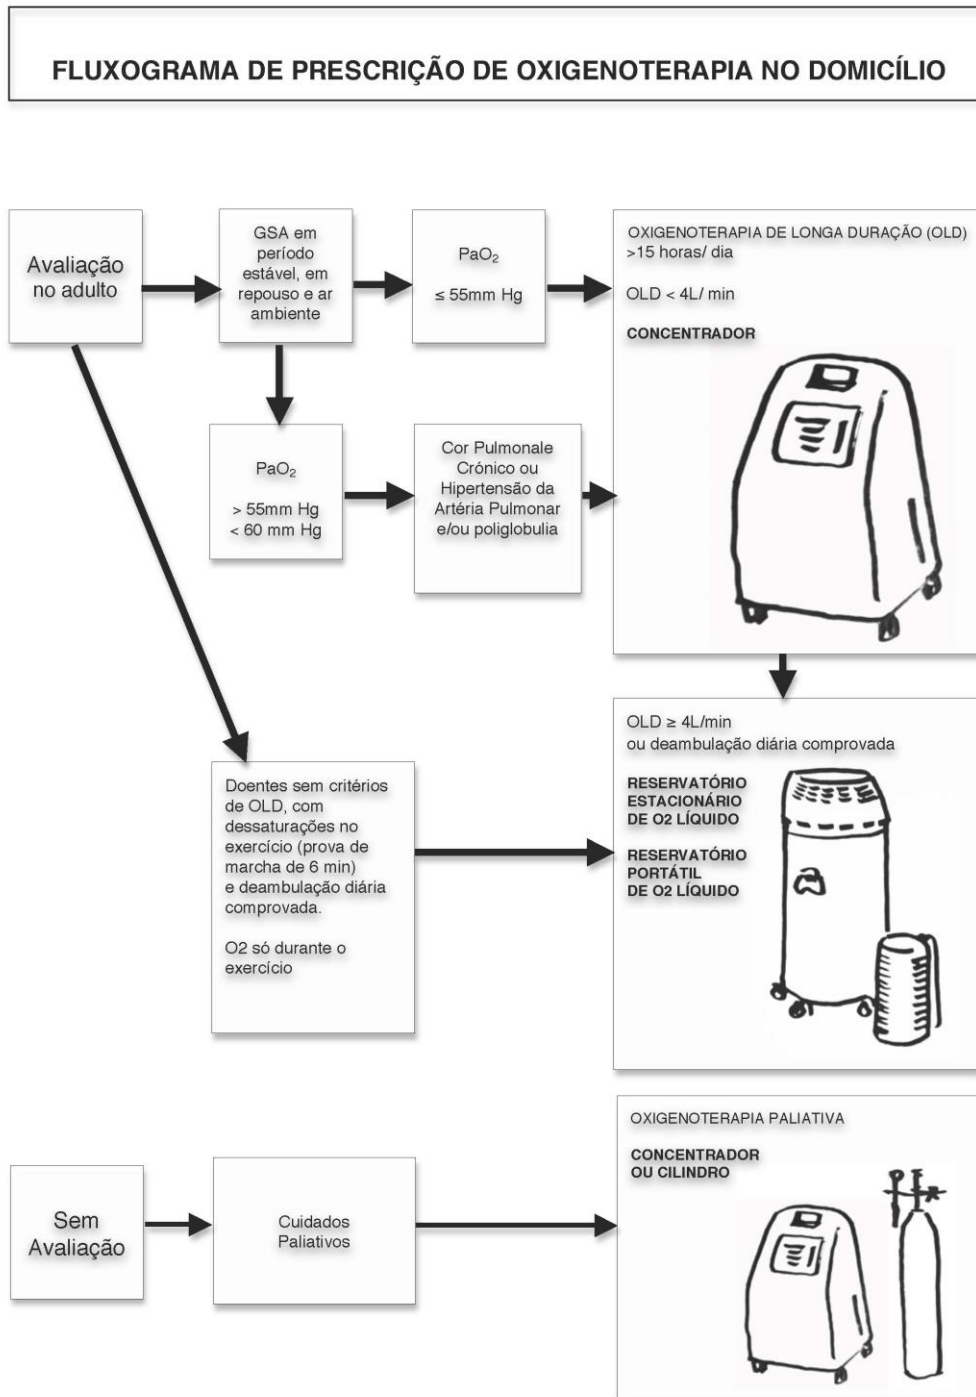 FLUXOGRAMA DE PRESCRIÇÃO DE OXIGENOTERAPIA NO DOMICÍLIO
Avaliação
no adulto
GSA em
período
estável, em
repouso e ar
ambiente
PaO₂
≤ 55mm Hg
OXIGENOTERAPIA DE LONGA DURAÇÃO (OLD)
>15 horas/ dia
OLD < 4L/ min
CONCENTRADOR
PaO₂
> 55mm Hg
< 60 mm Hg
Cor Pulmonale
Crónico ou
Hipertensão da
Artéria Pulmonar
e/ou poliglobulia
Doentes sem critérios
de OLD, com
dessaturações no
exercício (prova de
marcha de 6 min)
e deambulação diária
comprovada.
O2 só durante o
exercício
OLD ≥ 4L/min
ou deambulação diária comprovada
RESERVATÓRIO
ESTACIONÁRIO
DE O2 LÍQUIDO
RESERVATÓRIO
PORTÁTIL
DE O2 LÍQUIDO
Sem
Avaliação
Cuidados
Paliativos
OXIGENOTERAPIA PALIATIVA
CONCENTRADOR
OU CILINDRO